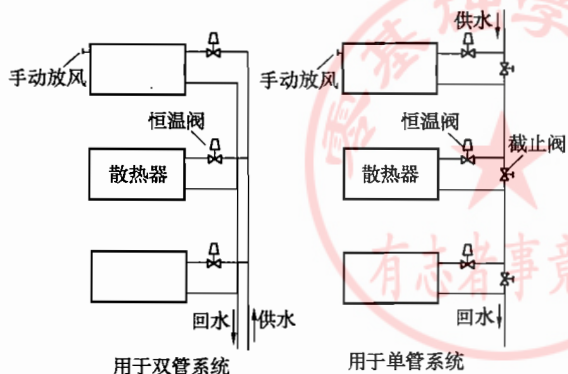 供水
手动放风
手动放风
恒温阀
恒温阀
截止阀
散热器
散热器
回水
供水
回水
用于双管系统
用于单管系统
有志者事竟